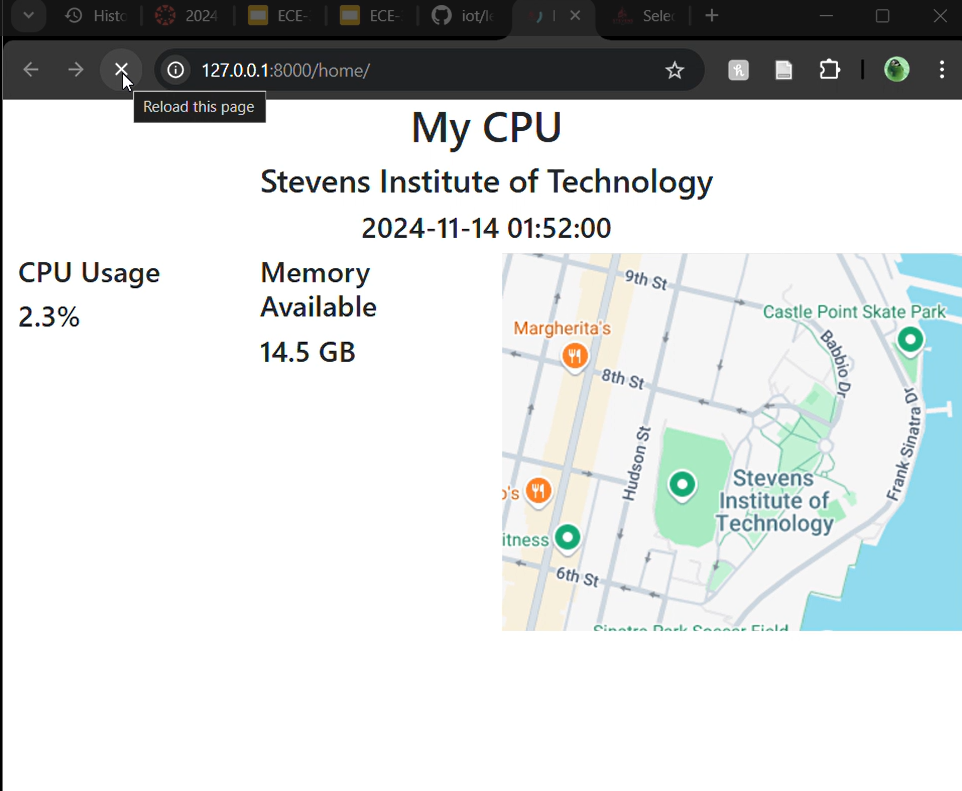 Histo
2024
ECE-
ECE-
iot/le
Selec
127.0.0.1:8000/home/
Reload this page
My CPU
Stevens Institute of Technology
2024-11-14 01:52:00
CPU Usage
2.3%
Memory
Available
14.5 GB
9th St
Castle Point Skate Park
Margherita's
Babbio Dr
8th St
Frank Sinatra Dr
Hudson St
Stevens
Institute of
Technology
o's
itness
6th St
Sinatra Park Soccer Field